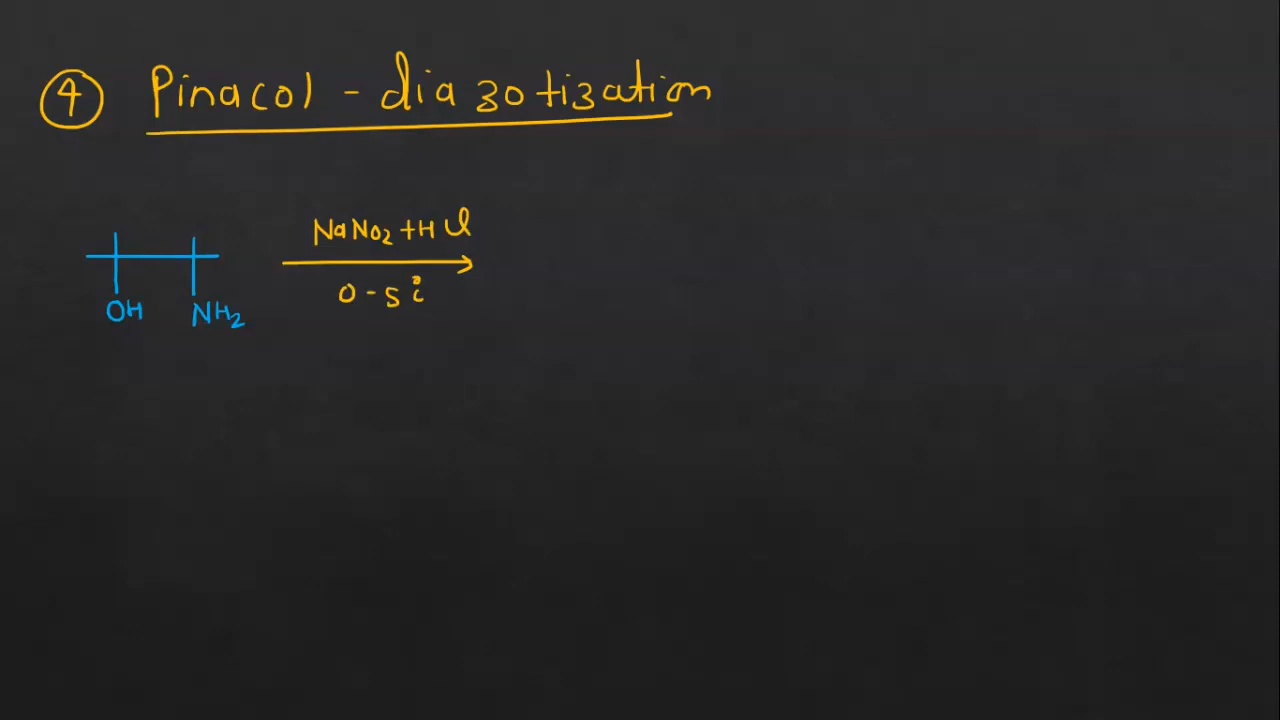 ④ Pinacol - diazotization
NaNO2 + HCl
0 - 5 °C
OH NH2